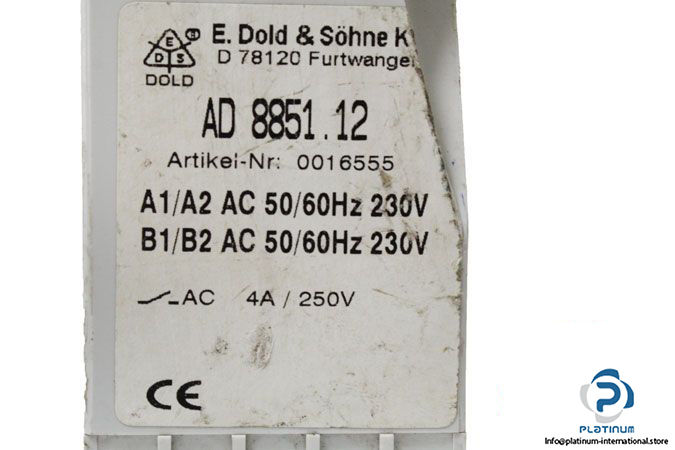 E. Dold & Söhne K
D 78120 Furtwange
E
D S
DOLD
AD 8851.12
Artikel-Nr: 0016555
A1/A2 AC 50/60Hz 230V
B1/B2 AC 50/60Hz 230V
AC 4A / 250V
CE
PLATINUM
Info@platinum-international.store